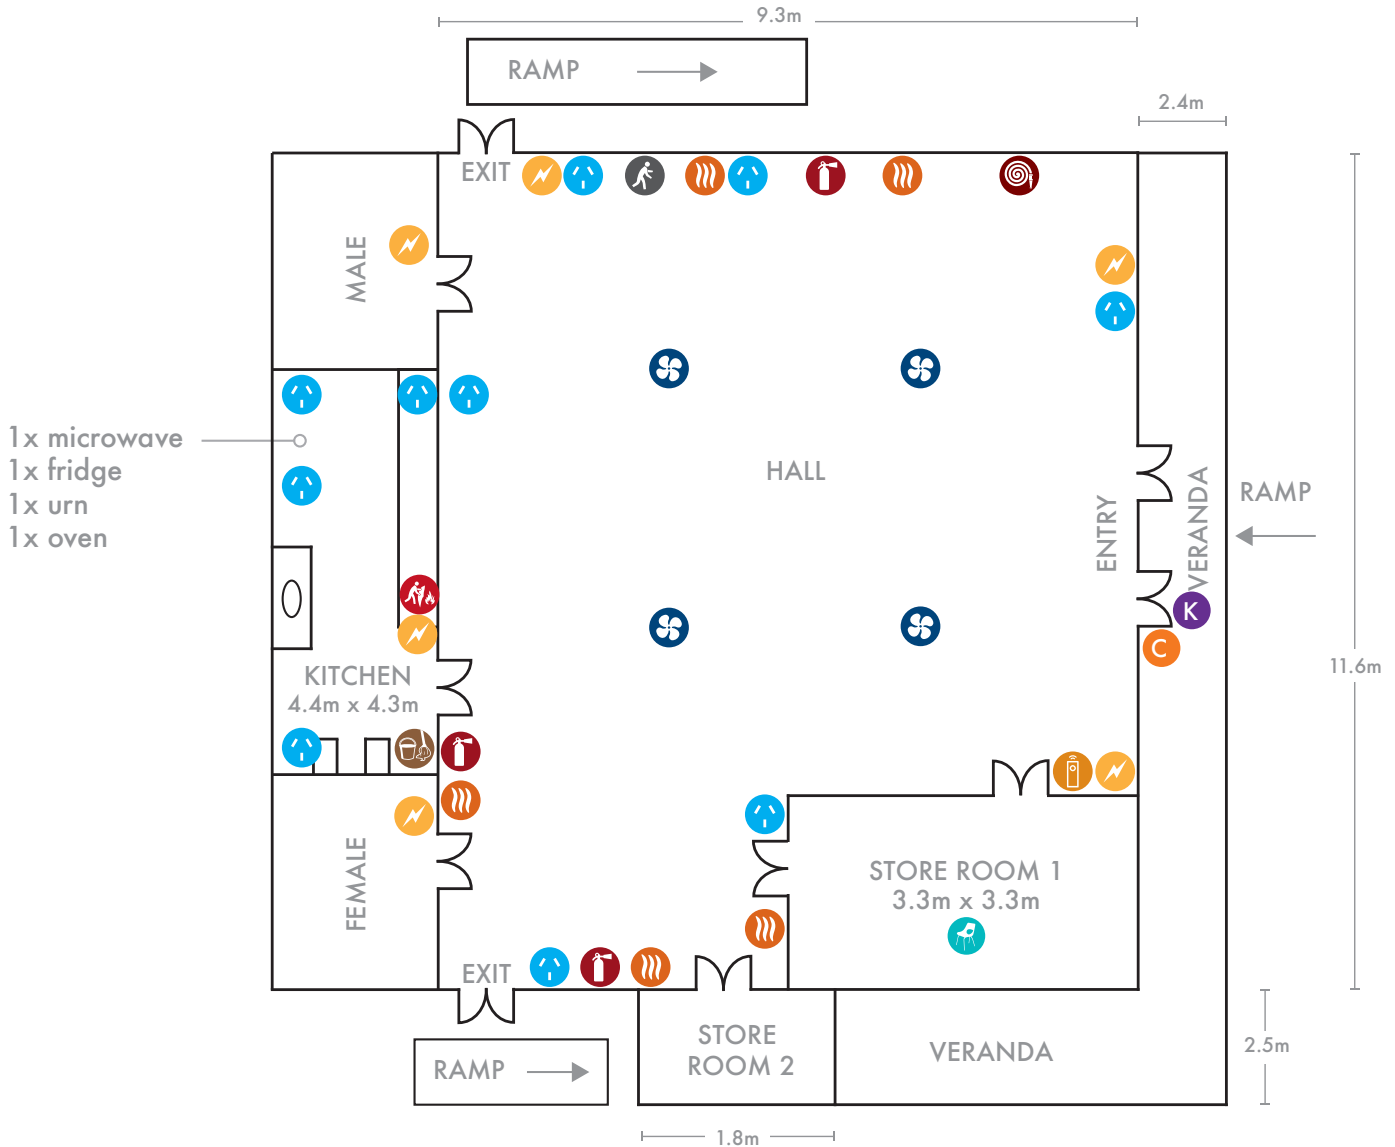 9.3m
RAMP
2.4m
EXIT
MALE
1x microwave
1x fridge
1x urn
1x oven
HALL
ENTRY
VERANDA
RAMP
K
C
KITCHEN
4.4m x 4.3m
11.6m
FEMALE
STORE ROOM 1
3.3m x 3.3m
EXIT
RAMP
STORE
ROOM 2
VERANDA
2.5m
1.8m